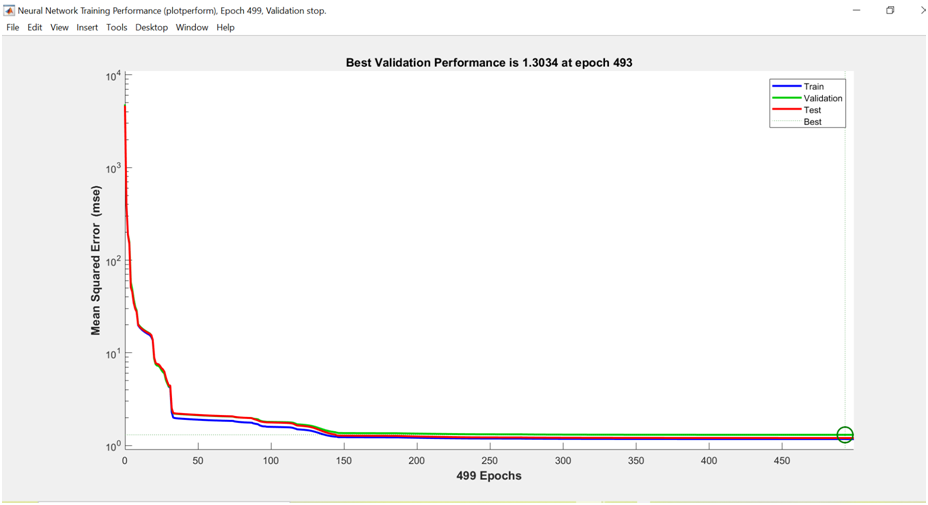 Neural Network Training Performance (plotperform), Epoch 499, Validation stop.
File Edit View Insert Tools Desktop Window Help
Best Validation Performance is 1.3034 at epoch 493
Train
Validation
Test
Best
Mean Squared Error (mse)
10^4
10^3
10^2
10^1
10^0
0 50 100 150 200 250 300 350 400 450
499 Epochs